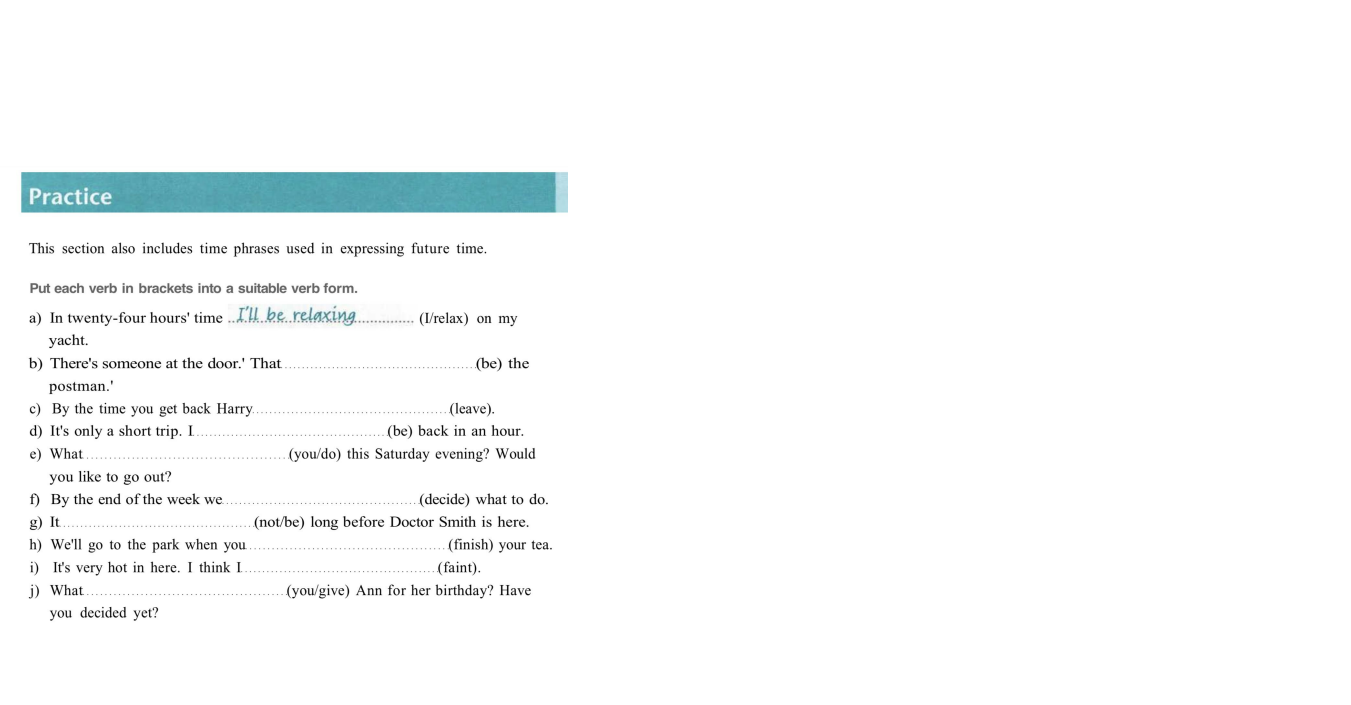 Practice
This section also includes time phrases used in expressing future time.
Put each verb in brackets into a suitable verb form.
a) In twenty-four hours' time ..I'll be relaxing.............. (I/relax) on my
yacht.
b) There's someone at the door.' That............................................(be) the
postman.'
c) By the time you get back Harry.............................................(leave).
d) It's only a short trip. I............................................(be) back in an hour.
e) What...............................................(you/do) this Saturday evening? Would
you like to go out?
f) By the end of the week we.............................................(decide) what to do.
g) It............................................(not/be) long before Doctor Smith is here.
h) We'll go to the park when you..............................................(finish) your tea.
i) It's very hot in here. I think I............................................(faint).
j) What..............................................(you/give) Ann for her birthday? Have
you decided yet?